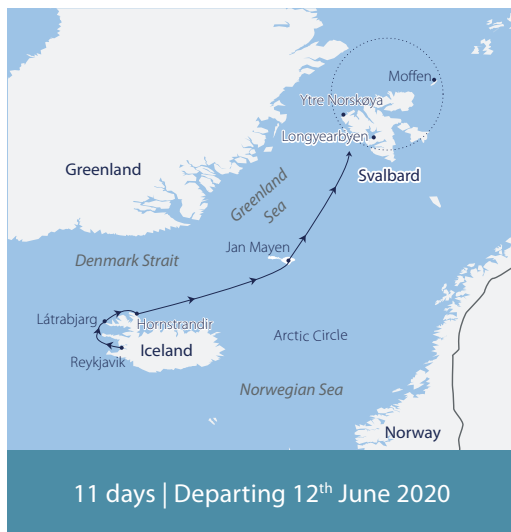 Moffen
Ytre Norskøya
Longyearbyen
Greenland
Svalbard
Greenland
Sea
Jan Mayen
Denmark Strait
Látrabjarg
Hornstrandir
Arctic Circle
Iceland
Reykjavik
Norwegian Sea
Norway
11 days | Departing 12th June 2020